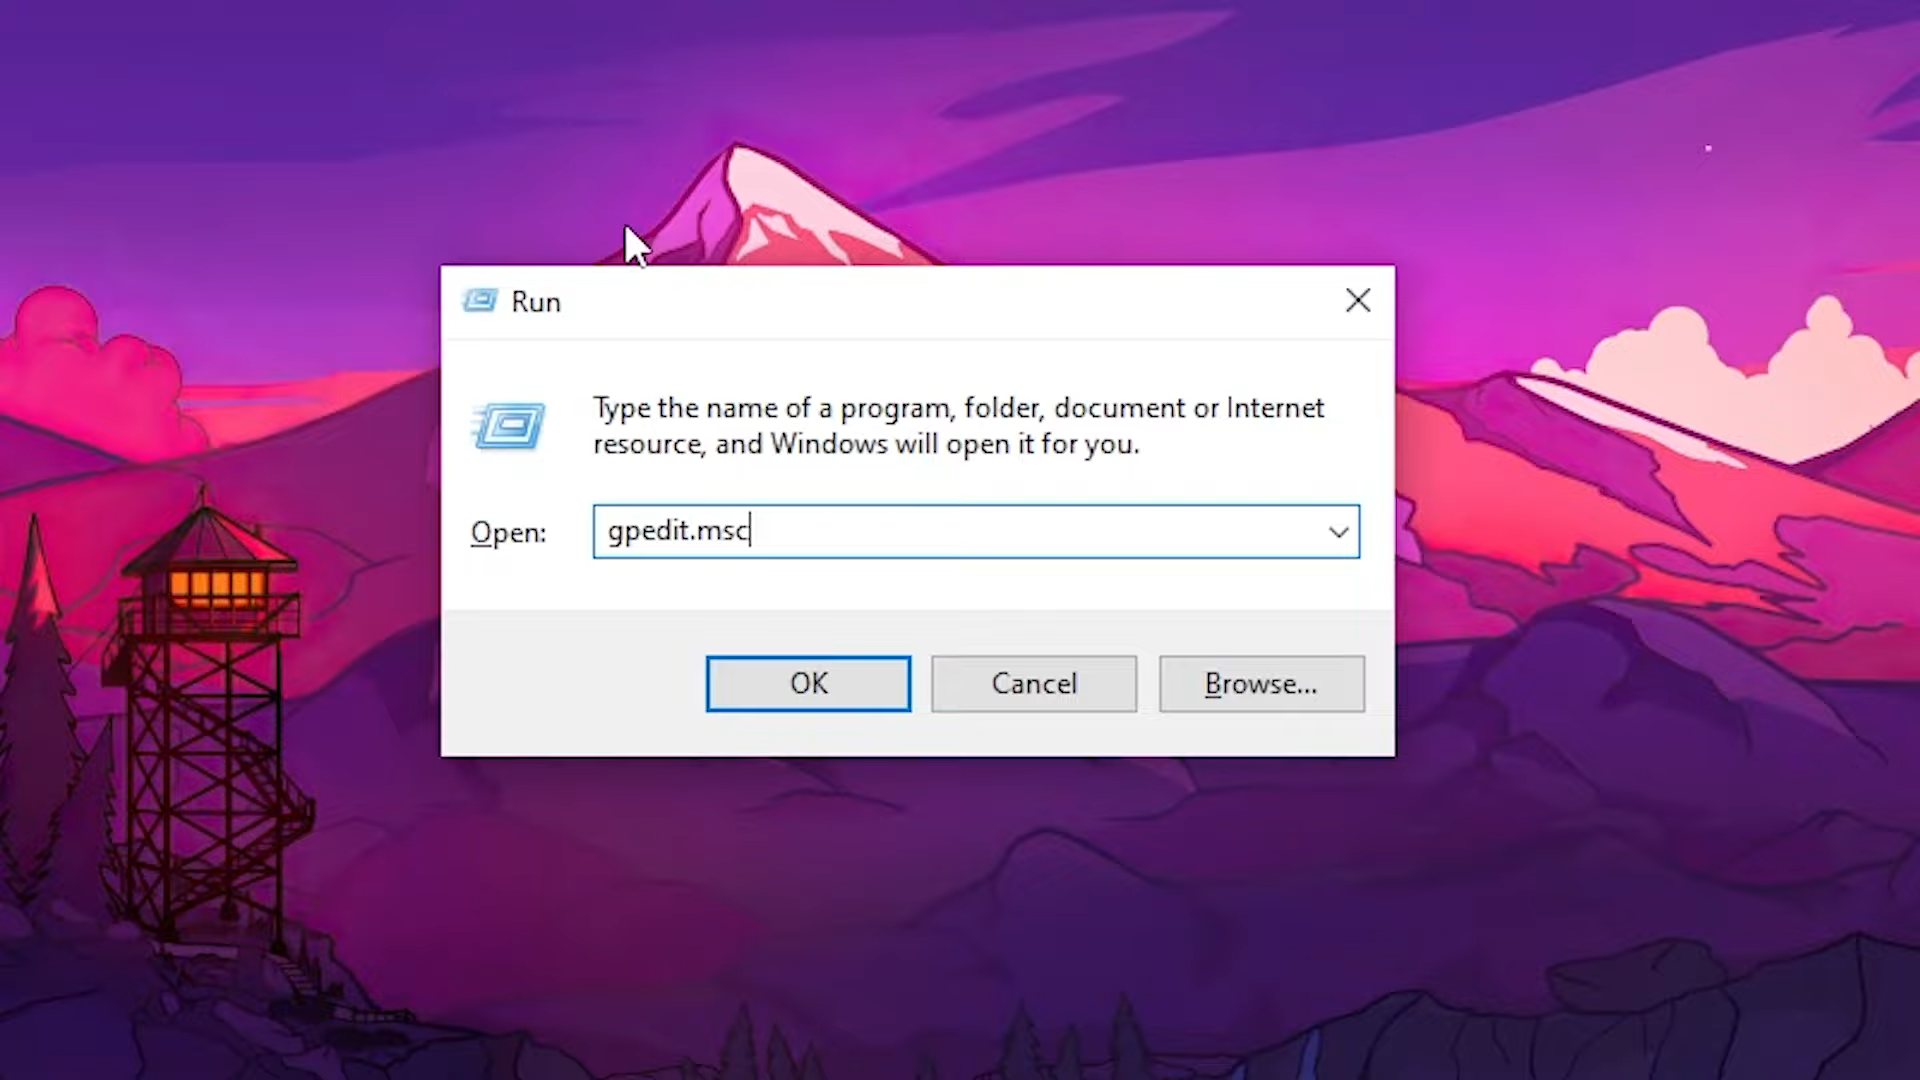 Run
Type the name of a program, folder, document or Internet
resource, and Windows will open it for you.
Open: gpedit.msc
OK Cancel Browse...